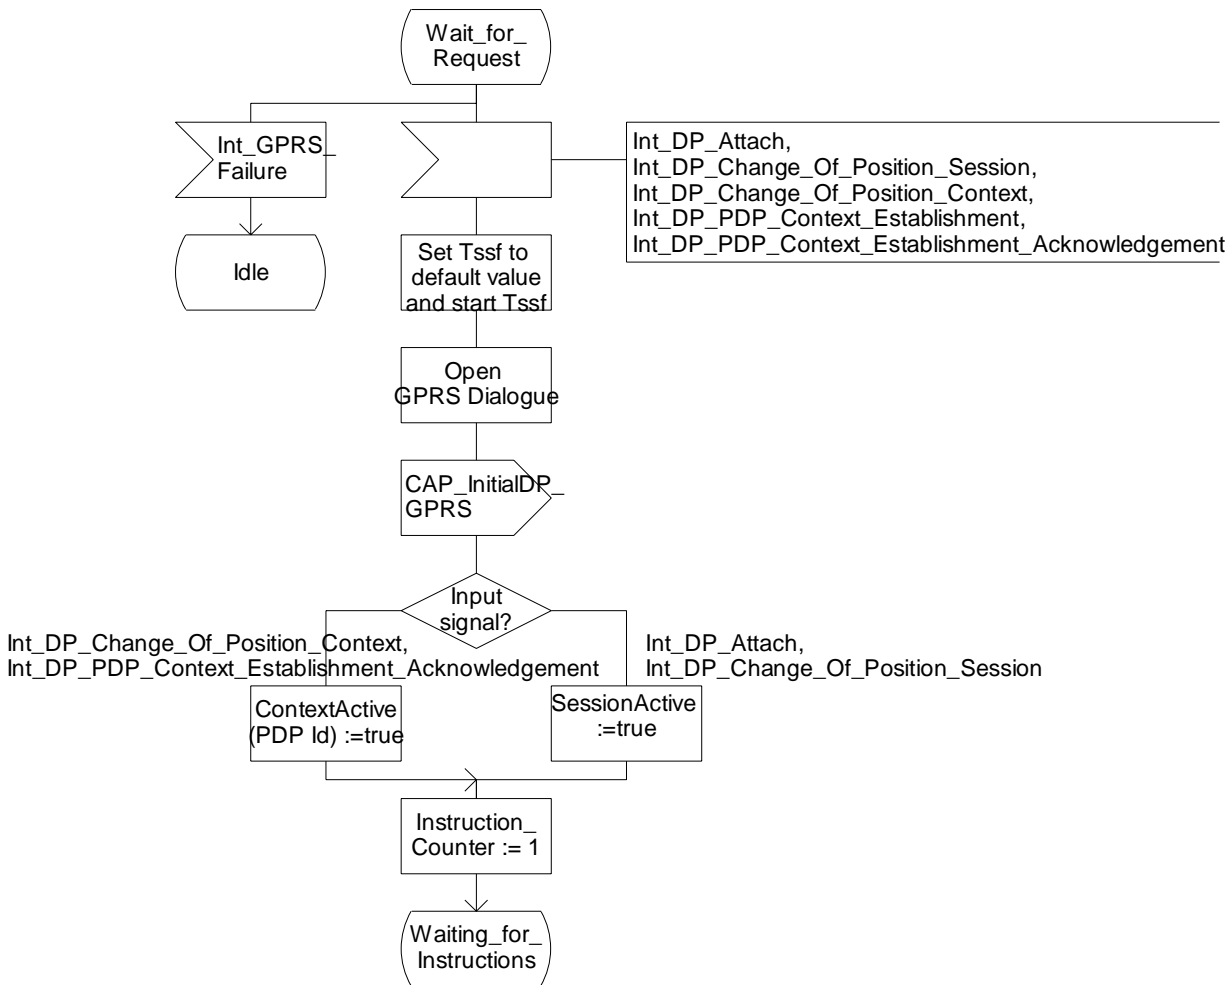 Wait_for_
Request
Int_GPRS_
Failure
Int_DP_Attach,
Int_DP_Change_Of_Position_Session,
Int_DP_Change_Of_Position_Context,
Int_DP_PDP_Context_Establishment,
Int_DP_PDP_Context_Establishment_Acknowledgement
Idle
Set Tssf to
default value
and start Tssf
Open
GPRS Dialogue
CAP_InitialDP_
GPRS
Input
signal?
Int_DP_Change_Of_Position_Context,
Int_DP_PDP_Context_Establishment_Acknowledgement
Int_DP_Attach,
Int_DP_Change_Of_Position_Session
ContextActive
(PDP Id) :=true
SessionActive
:=true
Instruction_
Counter := 1
Waiting_for_
Instructions